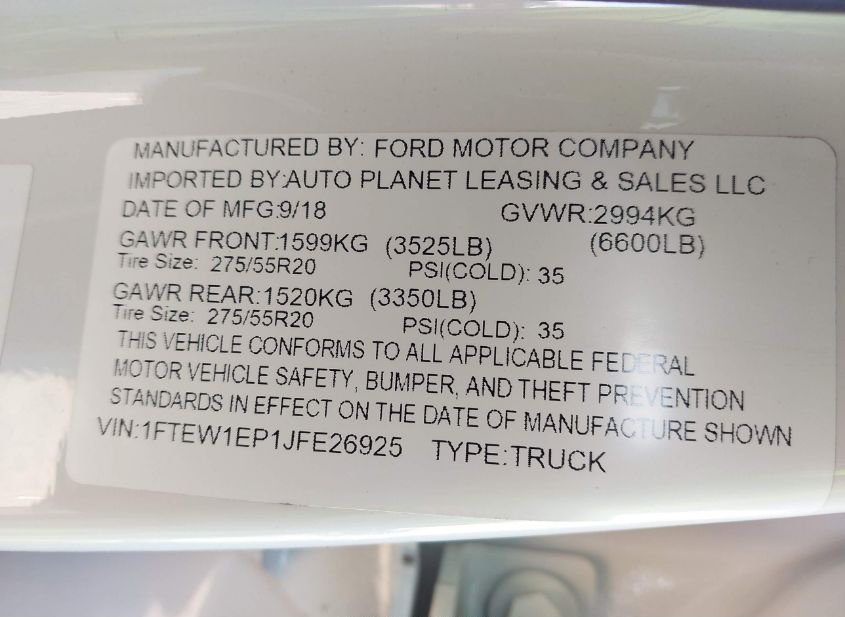 MANUFACTURED BY: FORD MOTOR COMPANY
IMPORTED BY:AUTO PLANET LEASING & SALES LLC
DATE OF MFG:9/18 GVWR:2994KG
GAWR FRONT:1599KG (3525LB) (6600LB)
Tire Size: 275/55R20 PSI(COLD): 35
GAWR REAR:1520KG (3350LB)
Tire Size: 275/55R20 PSI(COLD): 35
THIS VEHICLE CONFORMS TO ALL APPLICABLE FEDERAL
MOTOR VEHICLE SAFETY, BUMPER, AND THEFT PREVENTION
STANDARDS IN EFFECT ON THE DATE OF MANUFACTURE SHOWN
VIN:1FTEW1EP1JFE26925 TYPE:TRUCK